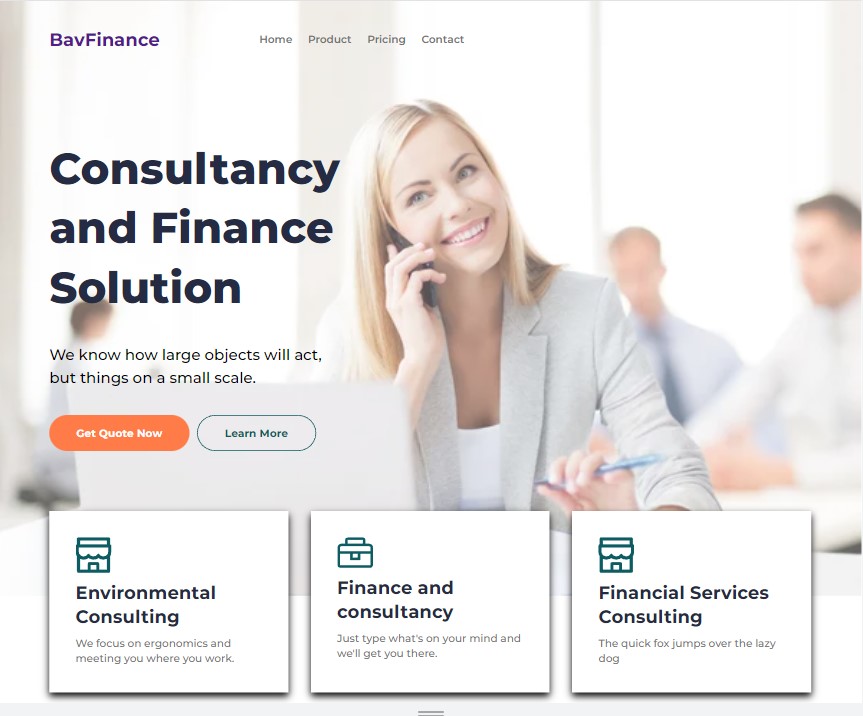 BavFinance
Home Product Pricing Contact
Consultancy
and Finance
Solution
We know how large objects will act,
but things on a small scale.
Get Quote Now Learn More
Environmental
Consulting
We focus on ergonomics and
meeting you where you work.
Finance and
consultancy
Just type what's on your mind and
we'll get you there.
Financial Services
Consulting
The quick fox jumps over the lazy
dog